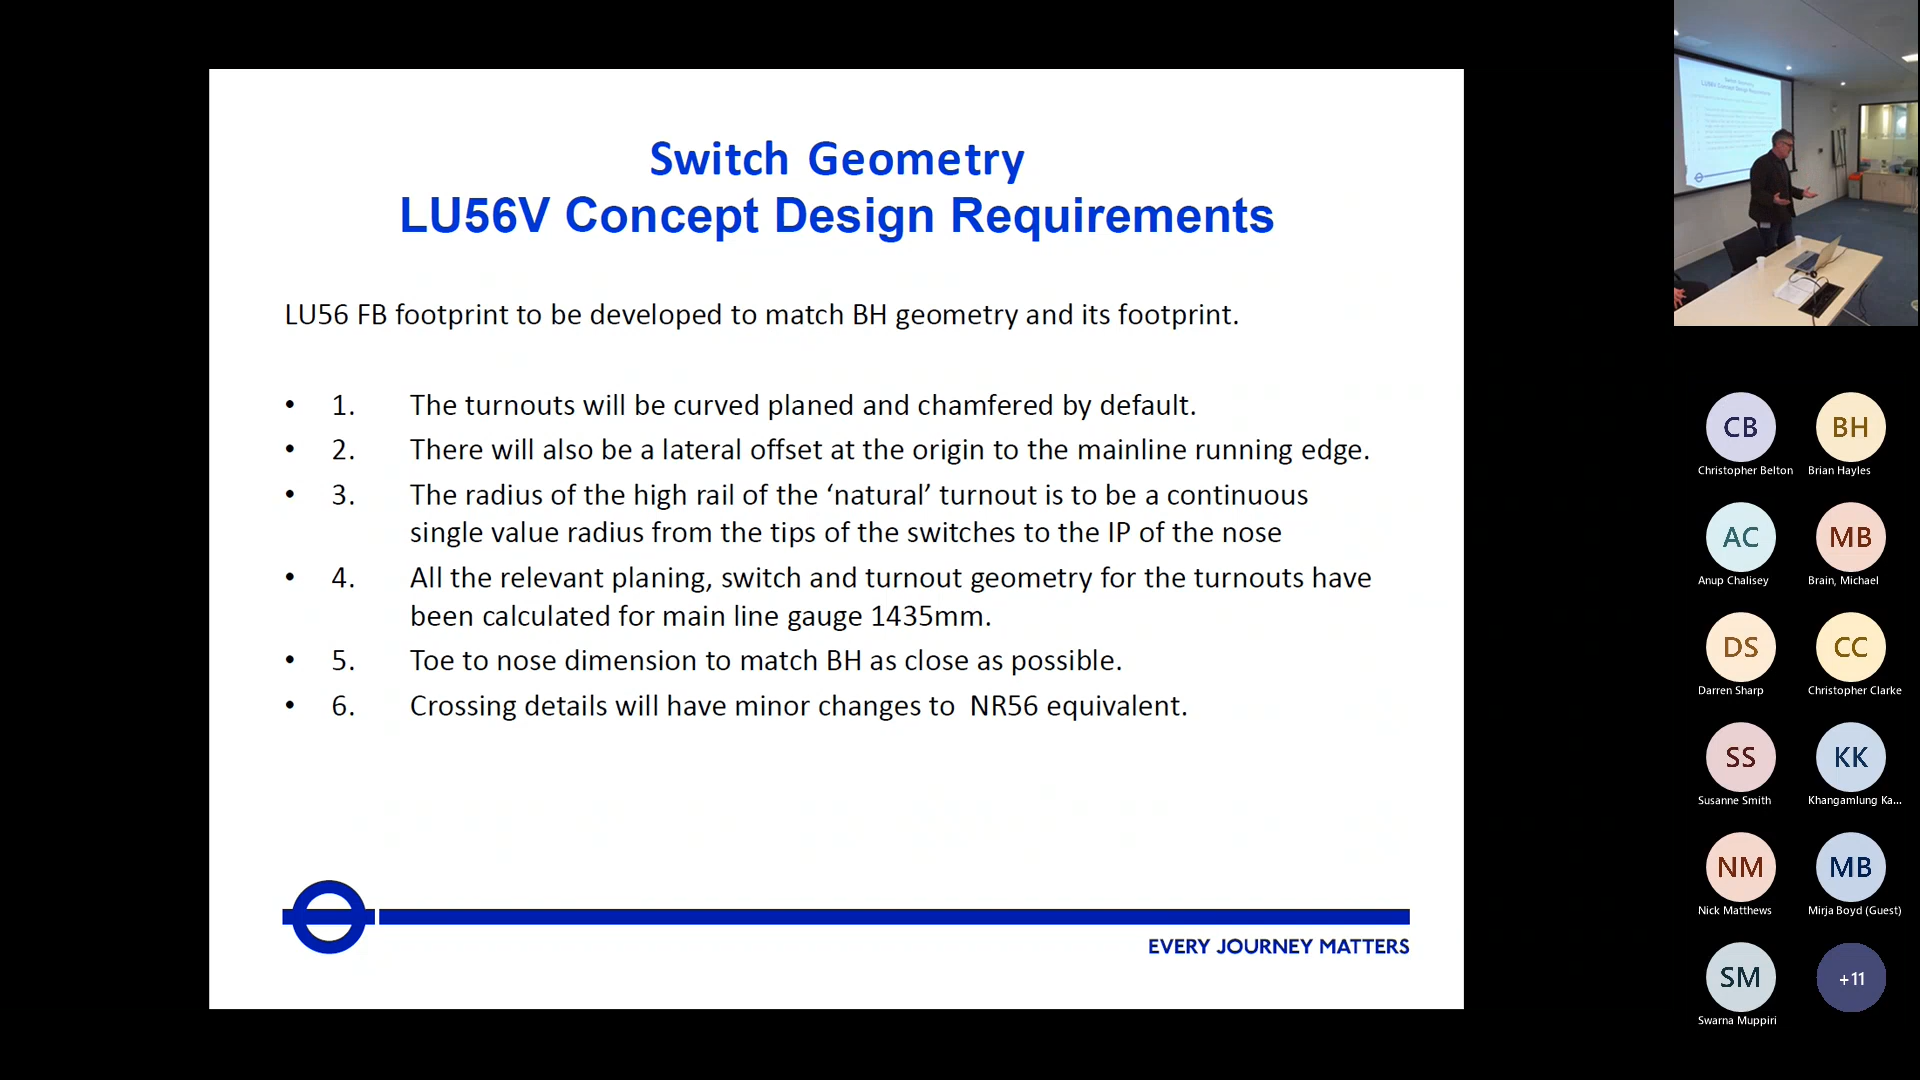 Switch Geometry
LU56V Concept Design Requirements
LU56 FB footprint to be developed to match BH geometry and its footprint.
• 1. The turnouts will be curved planed and chamfered by default.
• 2. There will also be a lateral offset at the origin to the mainline running edge.
• 3. The radius of the high rail of the ‘natural’ turnout is to be a continuous
single value radius from the tips of the switches to the IP of the nose
• 4. All the relevant planing, switch and turnout geometry for the turnouts have
been calculated for main line gauge 1435mm.
• 5. Toe to nose dimension to match BH as close as possible.
• 6. Crossing details will have minor changes to  NR56 equivalent.
EVERY JOURNEY MATTERS
CB BH
Christopher Belton Brian Hayles
AC MB
Anup Chalisey Brain, Michael
DS CC
Darren Sharp Christopher Clarke
SS KK
Susanne Smith Khangamlung Ka...
NM MB
Nick Matthews Mirja Boyd (Guest)
SM +11
Swarna Muppiri